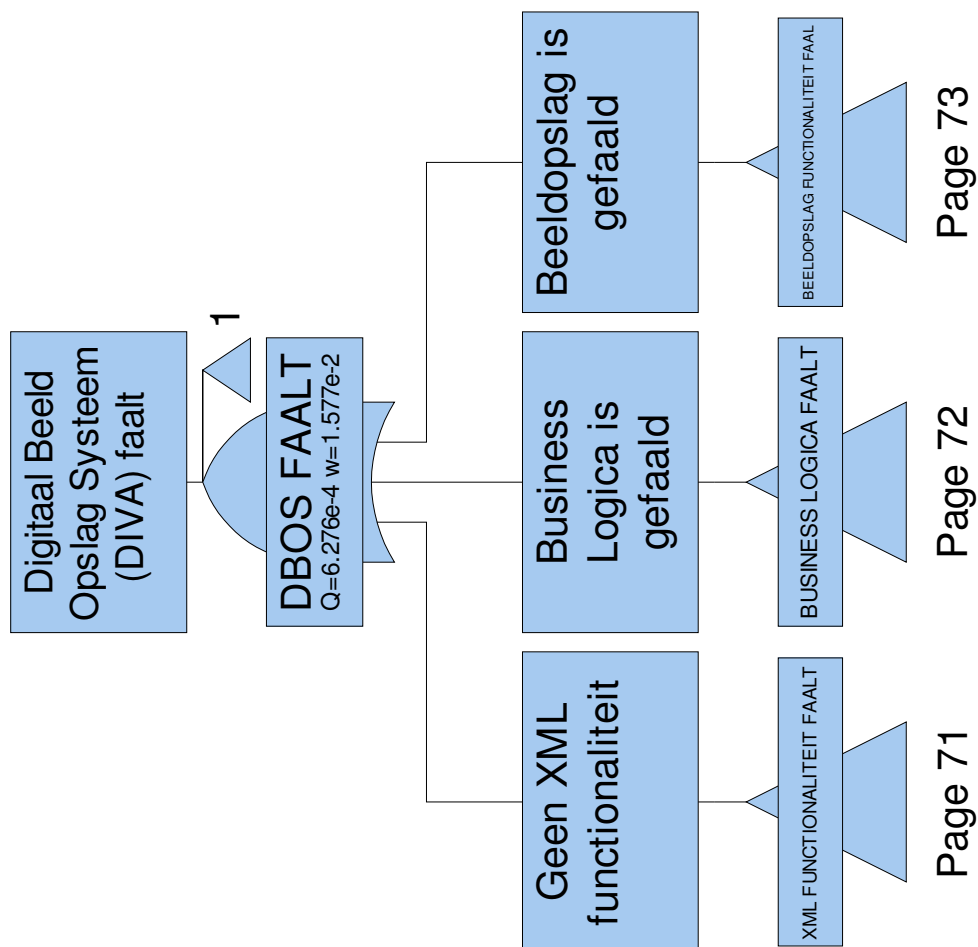 Digitaal Beeld
Opslag Systeem
(DIVA) faalt
1
DBOS FAALT
Q=6.276e-4 w=1.577e-2
Geen XML
functionaliteit
XML FUNCTIONALITEIT FAALT
Page 71
Business
Logica is
gefaald
BUSINESS LOGICA FAALT
Page 72
Beeldopslag is
gefaald
BEELDOPSLAG FUNCTIONALITEIT FAAL
Page 73